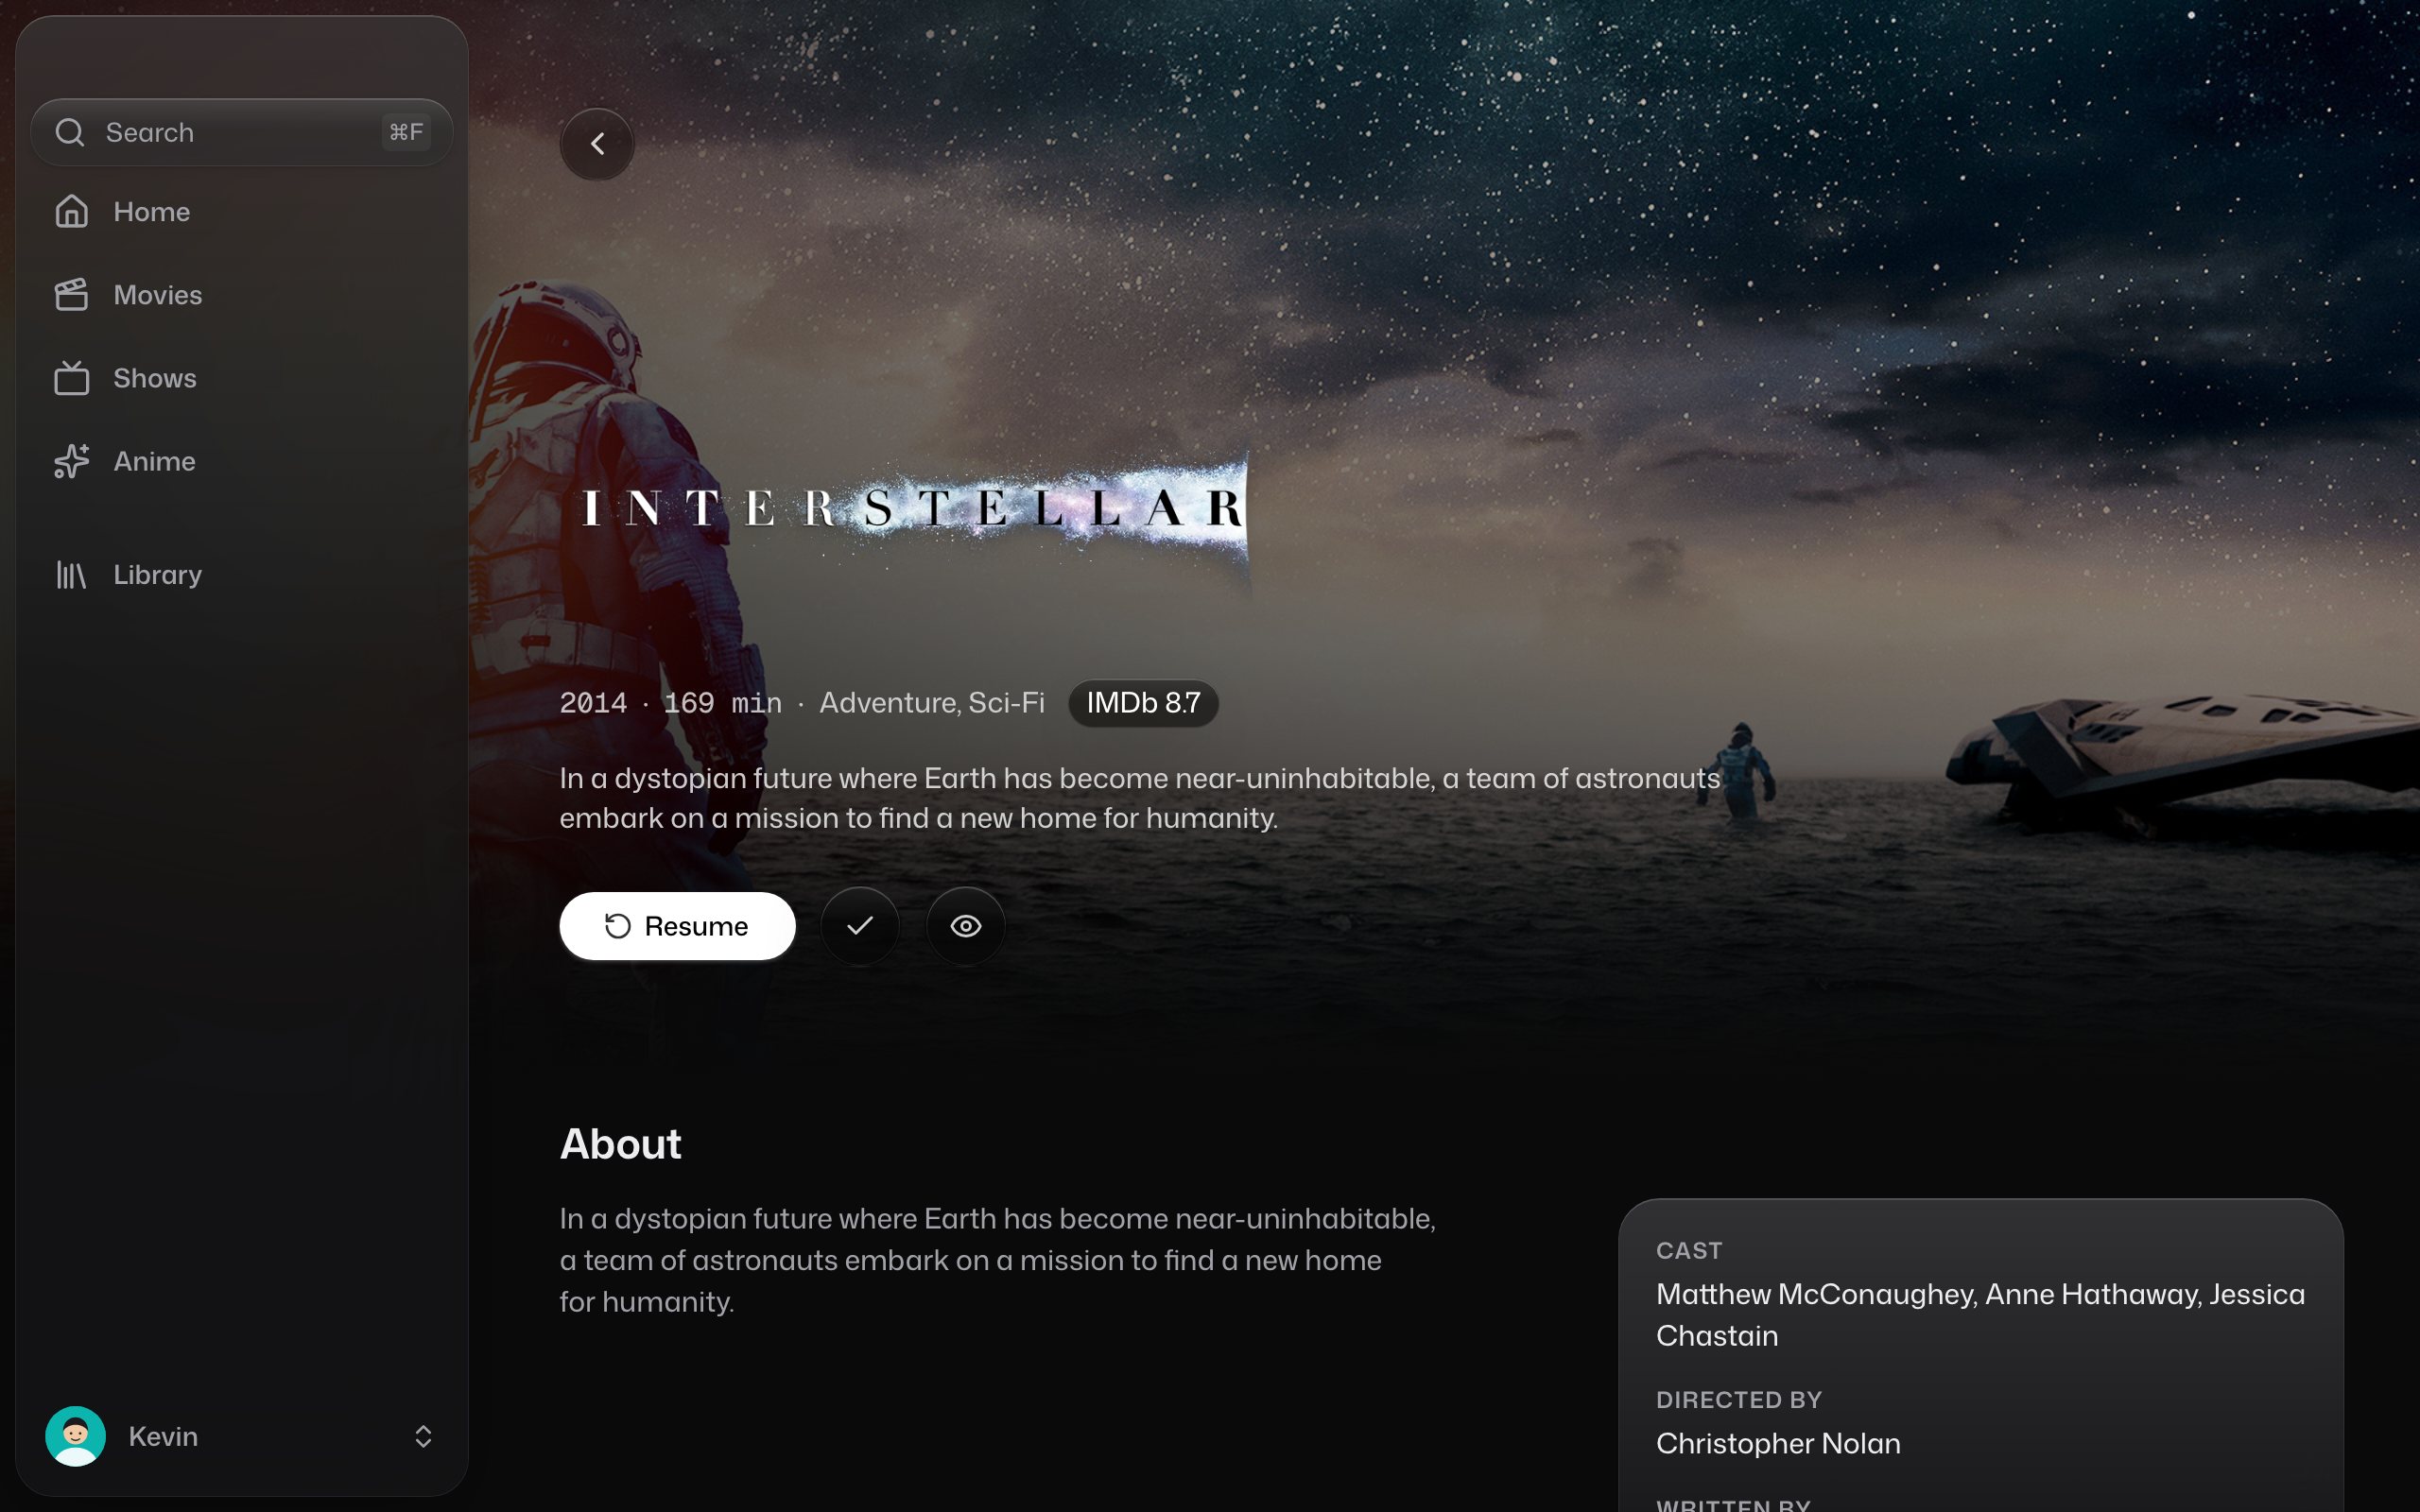 Search ⌘F
Home
Movies
Shows
Anime
Library
Kevin
INTERSTELLAR
2014 · 169 min · Adventure, Sci-Fi IMDb 8.7
In a dystopian future where Earth has become near-uninhabitable, a team of astronauts
embark on a mission to find a new home for humanity.
Resume
About
In a dystopian future where Earth has become near-uninhabitable,
a team of astronauts embark on a mission to find a new home
for humanity.
CAST
Matthew McConaughey, Anne Hathaway, Jessica
Chastain
DIRECTED BY
Christopher Nolan
WRITTEN BY